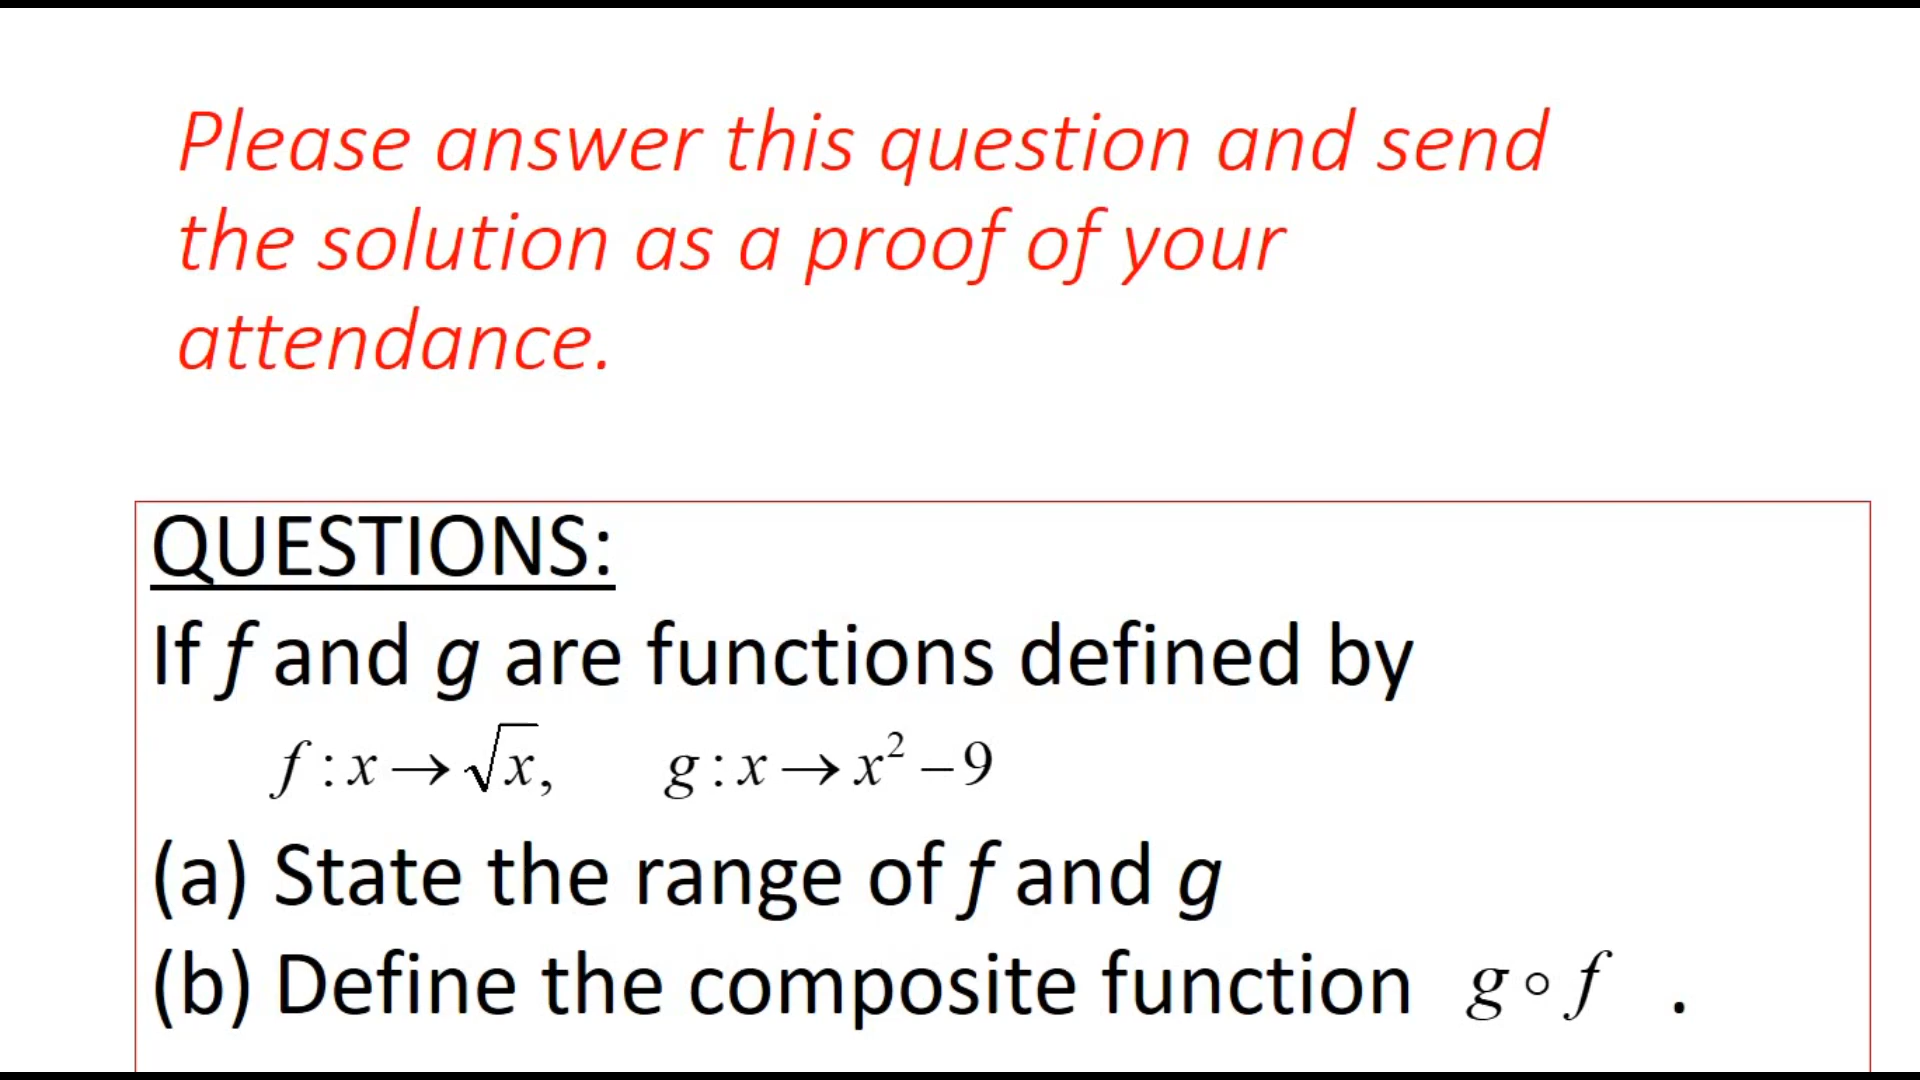 Please answer this question and send
the solution as a proof of your
attendance.
QUESTIONS:
If f and g are functions defined by
f : x → √x,   g : x → x² − 9
(a) State the range of f and g
(b) Define the composite function g ∘ f .